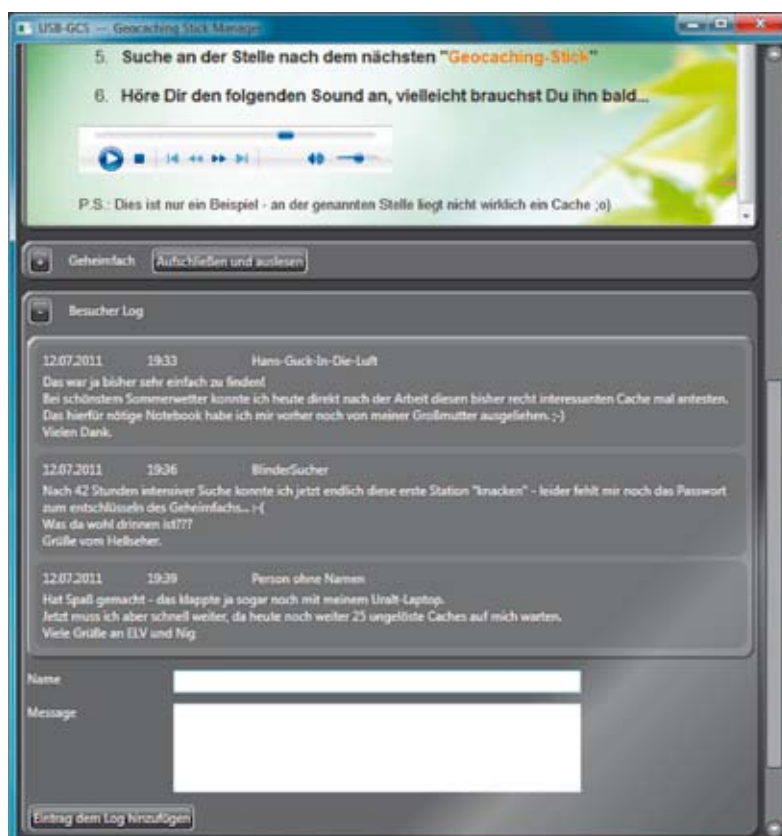 USB-GCS --- Geocaching Stick Manager
5. Suche an der Stelle nach dem nächsten "Geocaching-Stick"
6. Höre Dir den folgenden Sound an, vielleicht brauchst Du ihn bald...
P.S.: Dies ist nur ein Beispiel - an der genannten Stelle liegt nicht wirklich ein Cache ;o)
+ Geheimfach Aufschließen und auslesen
- Besucher Log
12.07.2011 19:33 Hans-Guck-In-Die-Luft
Das war ja bisher sehr einfach zu finden!
Bei schönstem Sommerwetter konnte ich heute direkt nach der Arbeit diesen bisher recht interessanten Cache mal antesten.
Das hierfür nötige Notebook habe ich mir vorher noch von meiner Großmutter ausgeliehen. ;-)
Vielen Dank.
12.07.2011 19:36 BlinderSucher
Nach 42 Stunden intensiver Suche konnte ich jetzt endlich diese erste Station "knacken" - leider fehlt mir noch das Passwort
zum entschlüsseln des Geheimfachs... :-(
Was da wohl drinnen ist???
Grüße vom Hellseher.
12.07.2011 19:39 Person ohne Namen
Hat Spaß gemacht - das klappte ja sogar noch mit meinem Uralt-Laptop.
Jetzt muss ich aber schnell weiter, da heute noch weiter 25 ungelöste Caches auf mich warten.
Viele Grüße an ELV und Nig
Name
Message
Eintrag dem Log hinzufügen